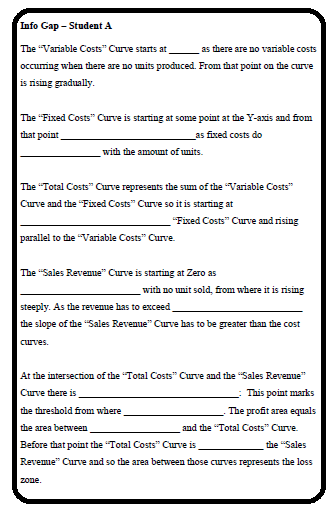 Info Gap – Student A
The “Variable Costs” Curve starts at ______ as there are no variable costs
occurring when there are no units produced. From that point on the curve
is rising gradually.
The “Fixed Costs” Curve is starting at some point at the Y-axis and from
that point ___________________________as fixed costs do
________________ with the amount of units.
The “Total Costs” Curve represents the sum of the “Variable Costs”
Curve and the “Fixed Costs” Curve so it is starting at
______________________________ “Fixed Costs” Curve and rising
parallel to the “Variable Costs” Curve.
The “Sales Revenue” Curve is starting at Zero as
________________________ with no unit sold, from where it is rising
steeply. As the revenue has to exceed __________________________
the slope of the “Sales Revenue” Curve has to be greater than the cost
curves.
At the intersection of the “Total Costs” Curve and the “Sales Revenue”
Curve there is ________________________________: This point marks
the threshold from where ____________________. The profit area equals
the area between __________________ and the “Total Costs” Curve.
Before that point the “Total Costs” Curve is _____________ the “Sales
Revenue” Curve and so the area between those curves represents the loss
zone.